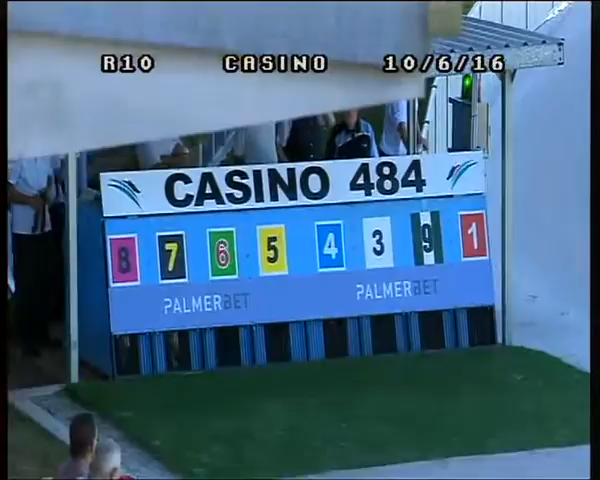 R10 CASINO 10/6/16
CASINO 484
8 7 6 5 4 3 9 1
PALMERBET PALMERBET